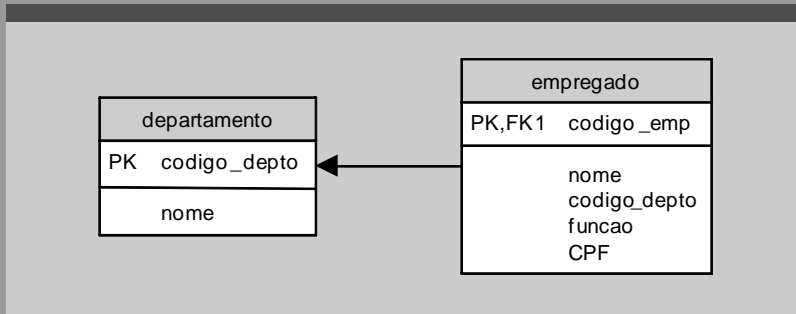 departamento
PK codigo_depto
nome
empregado
PK,FK1 codigo_emp
nome
codigo_depto
funcao
CPF